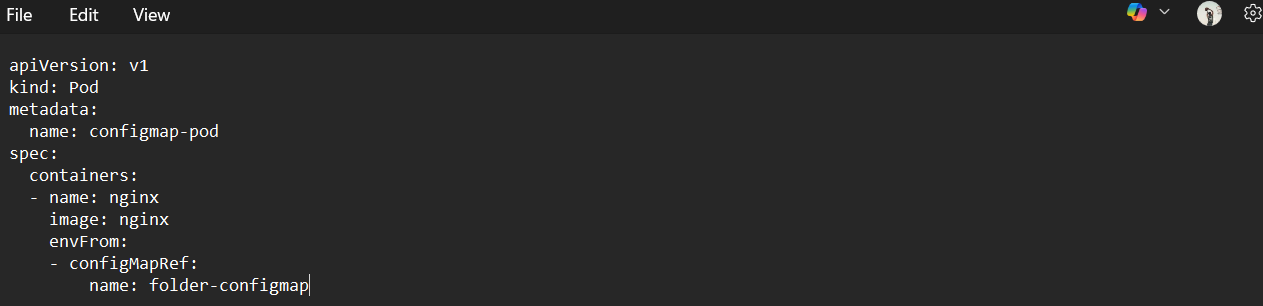 File Edit View
apiVersion: v1
kind: Pod
metadata:
  name: configmap-pod
spec:
  containers:
  - name: nginx
    image: nginx
    envFrom:
    - configMapRef:
        name: folder-configmap